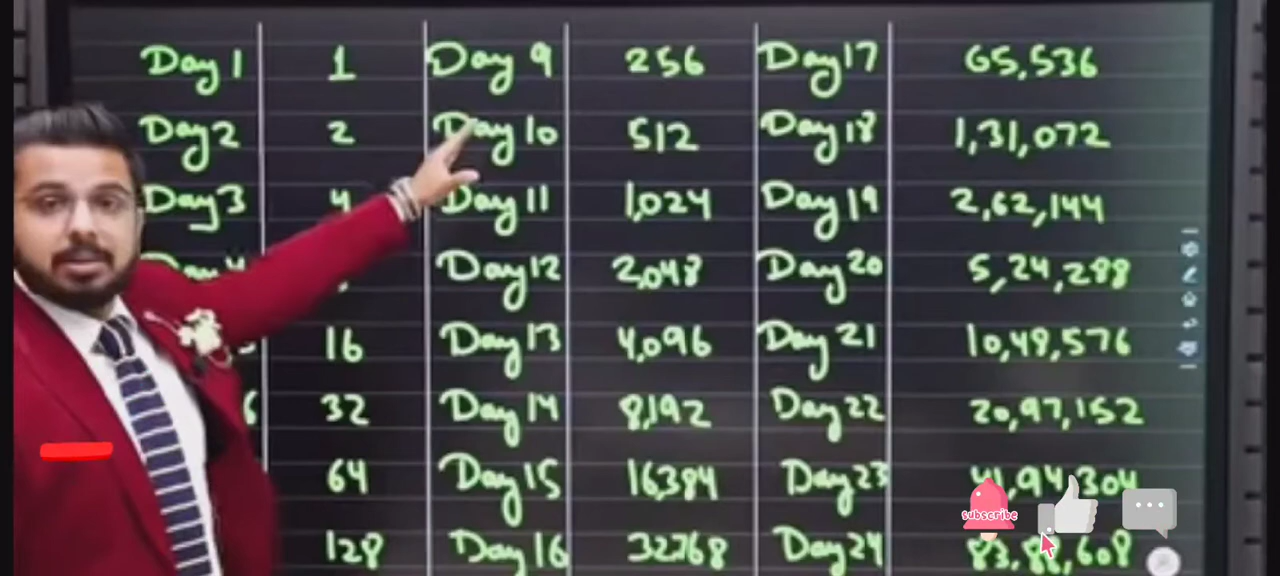 Day 1 1 Day 9 256 Day 17 65,536
Day 2 2 Day 10 512 Day 18 1,31,072
Day 3 4 Day 11 1,024 Day 19 2,62,144
Day 12 2,048 Day 20 5,24,288
16 Day 13 4,096 Day 21 10,48,576
6 32 Day 14 8,192 Day 22 20,97,152
64 Day 15 16,384 Day 23 41,94,304
subscribe
128 Day 16 32768 Day 24 83,88,608